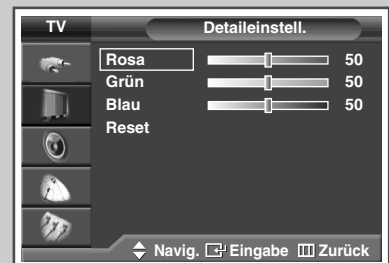 TV Detaileinstell.
Rosa 50
Grün 50
Blau 50
Reset
Navig. Eingabe Zurück